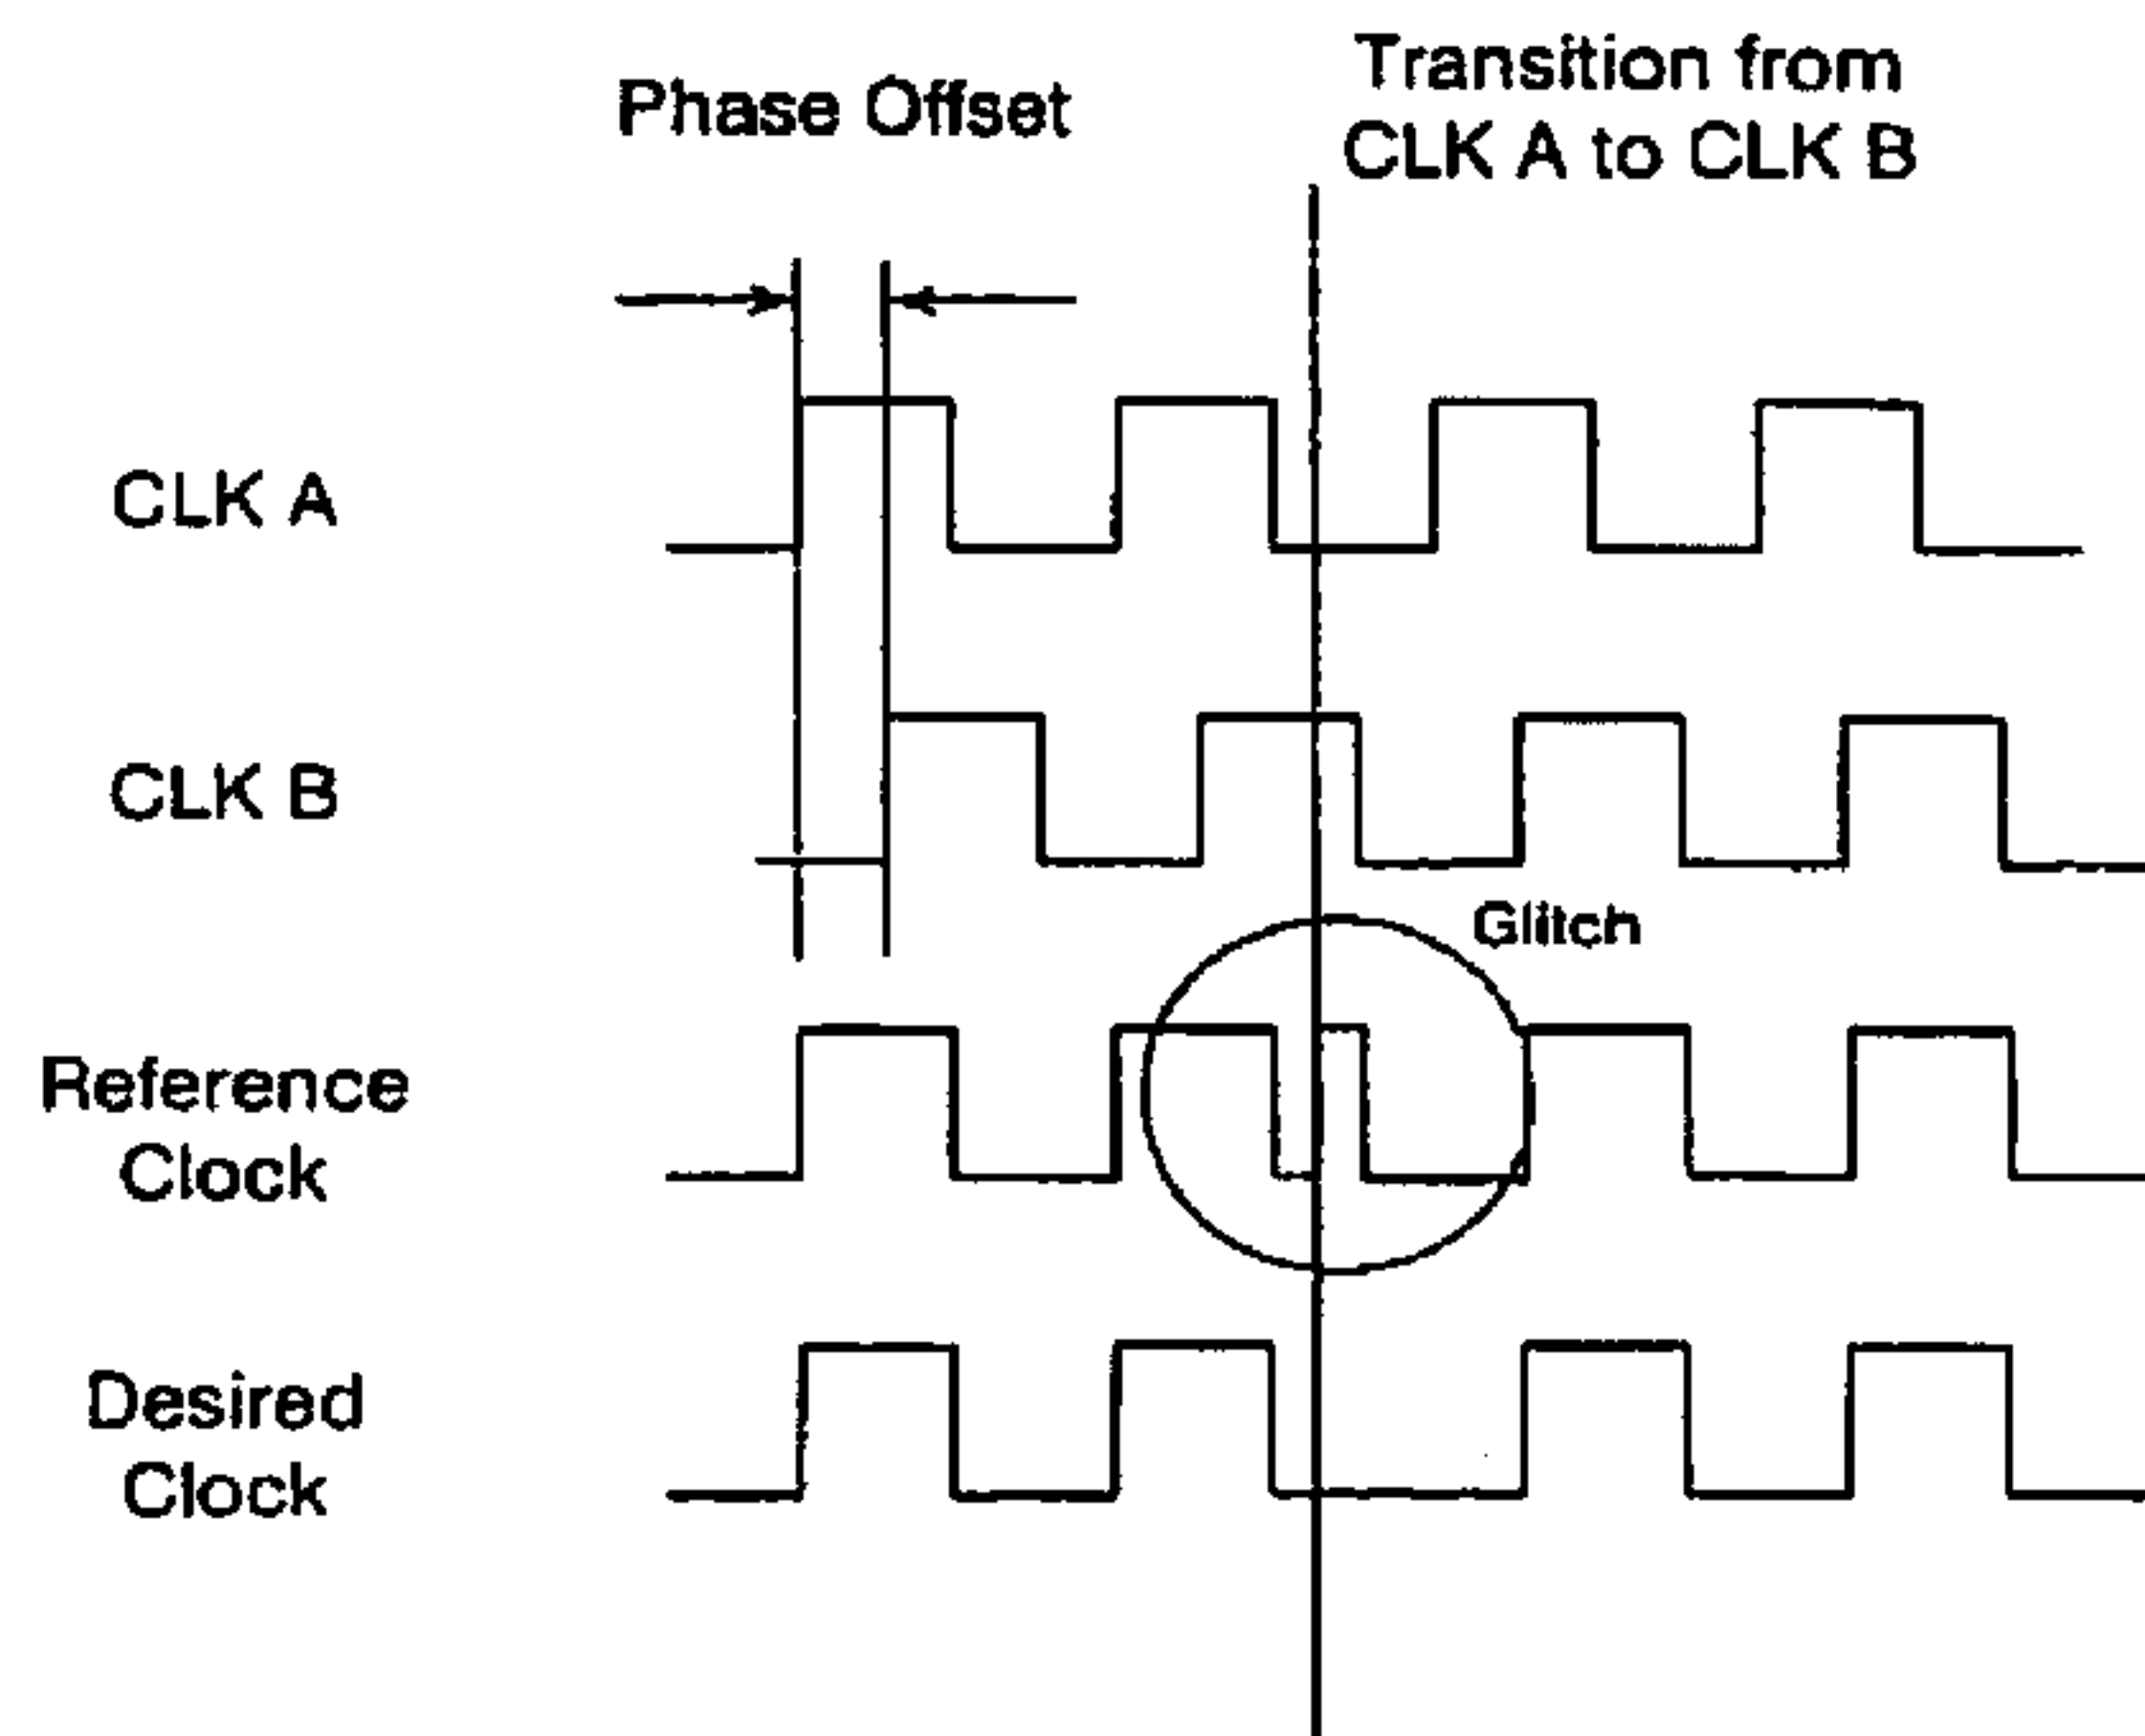 Phase Offset
Transition from
CLK A to CLK B
CLK A
CLK B
Glitch
Reference
Clock
Desired
Clock